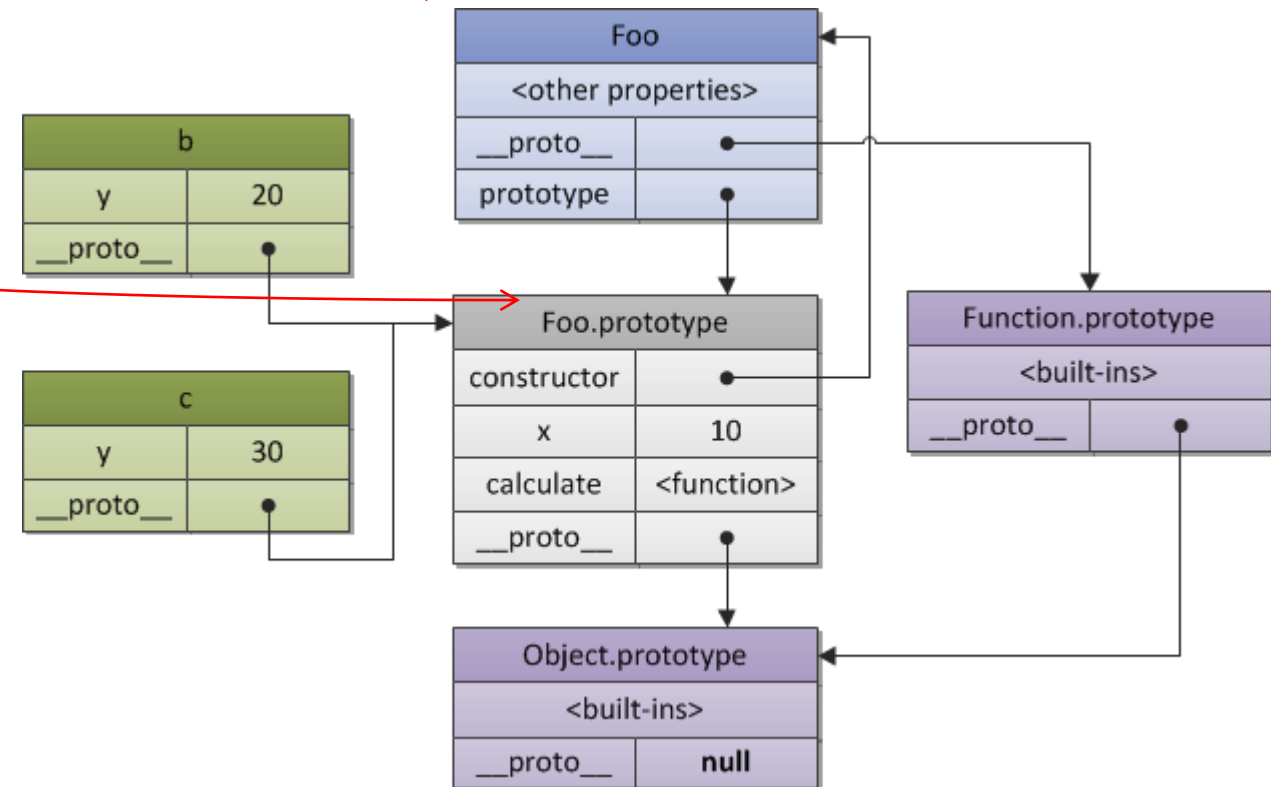 Foo
<other properties>
__proto__
prototype
b
y 20
__proto__
c
y 30
__proto__
Foo.prototype
constructor
x 10
calculate <function>
__proto__
Function.prototype
<built-ins>
__proto__
Object.prototype
<built-ins>
__proto__ null